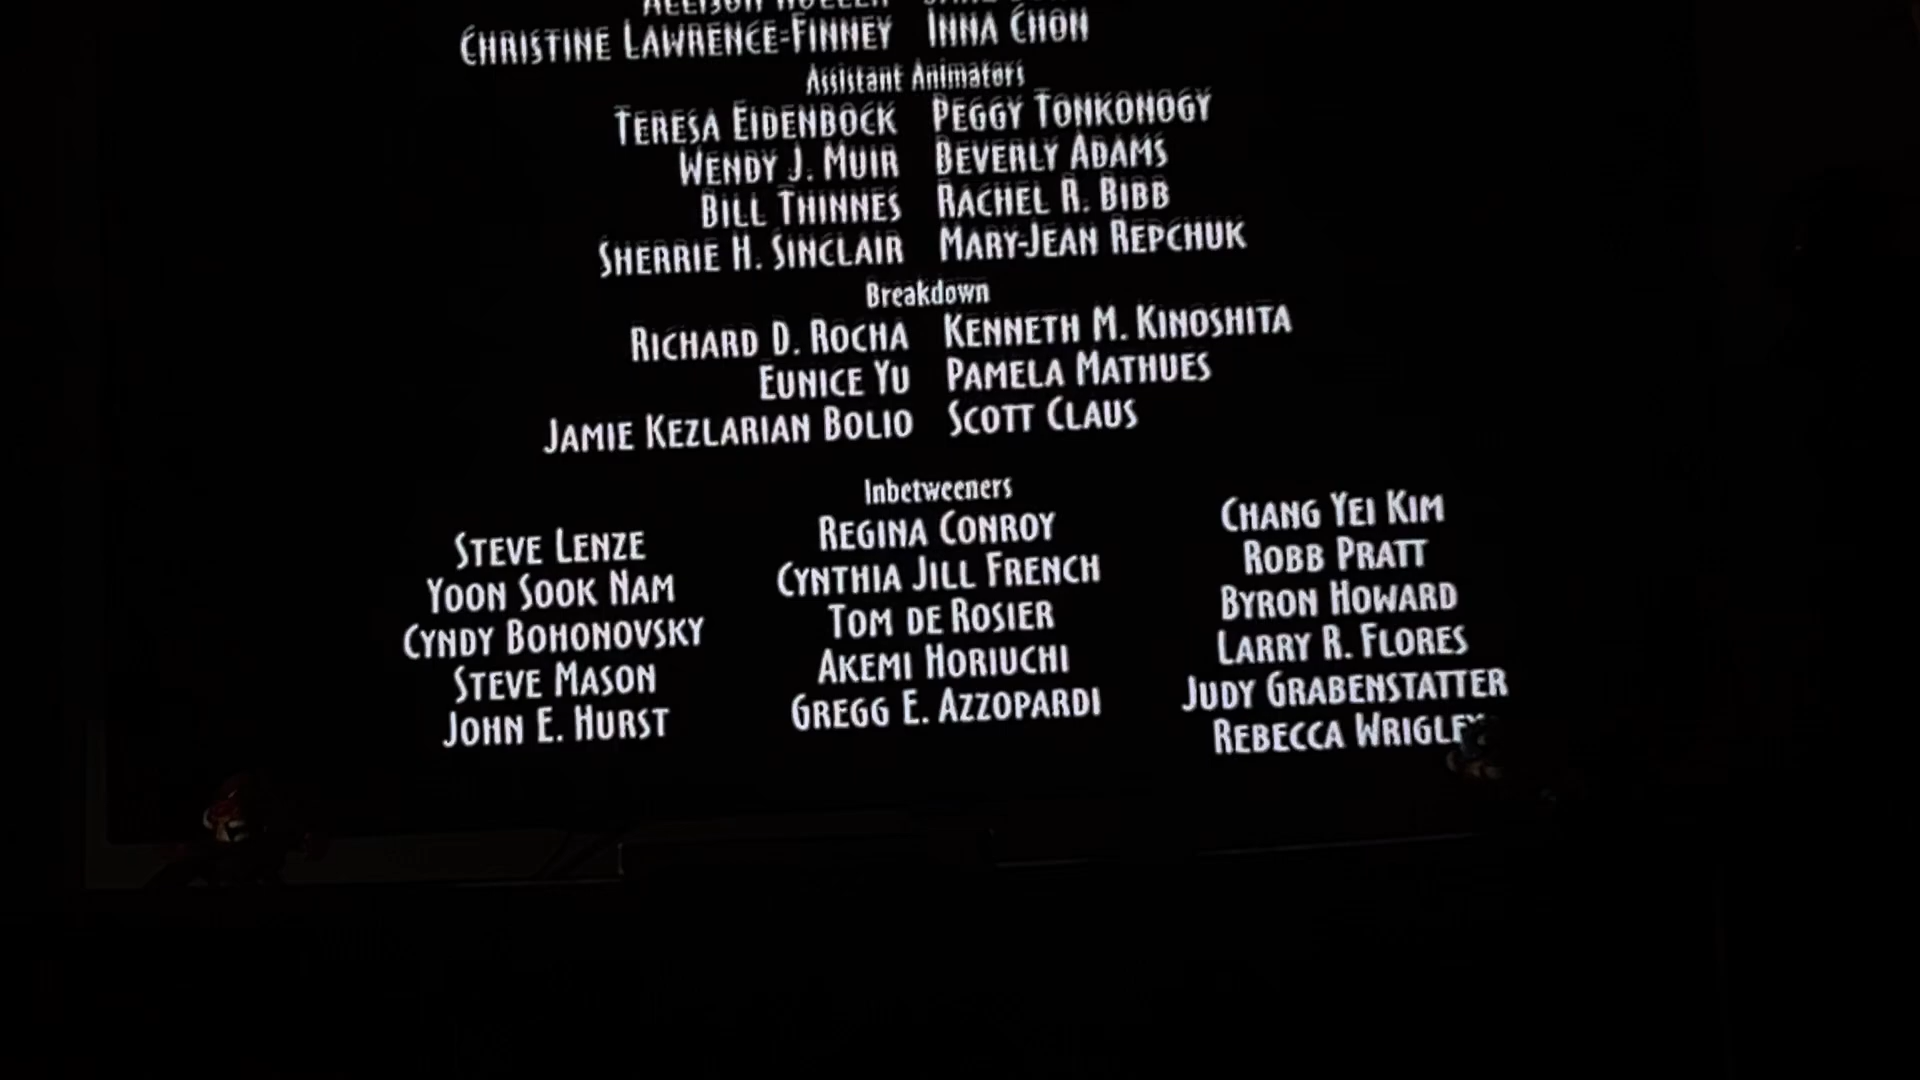 CHRISTINE LAWRENCE-FINNEY INNA CHON
Assistant Animators
TERESA EIDENBOCK PEGGY TONKONOGY
WENDY J. MUIR BEVERLY ADAMS
BILL THINNES RACHEL R. BIBB
SHERRIE H. SINCLAIR MARY-JEAN REPCHUK
Breakdown
RICHARD D. ROCHA KENNETH M. KINOSHITA
EUNICE YU PAMELA MATHUES
JAMIE KEZLARIAN BOLIO SCOTT CLAUS
Inbetweeners
STEVE LENZE REGINA CONROY CHANG YEI KIM
YOON SOOK NAM CYNTHIA JILL FRENCH ROBB PRATT
CYNDY BOHONOVSKY TOM DE ROSIER BYRON HOWARD
STEVE MASON AKEMI HORIUCHI LARRY R. FLORES
JOHN E. HURST GREGG E. AZZOPARDI JUDY GRABENSTATTER
REBECCA WRIGLEY